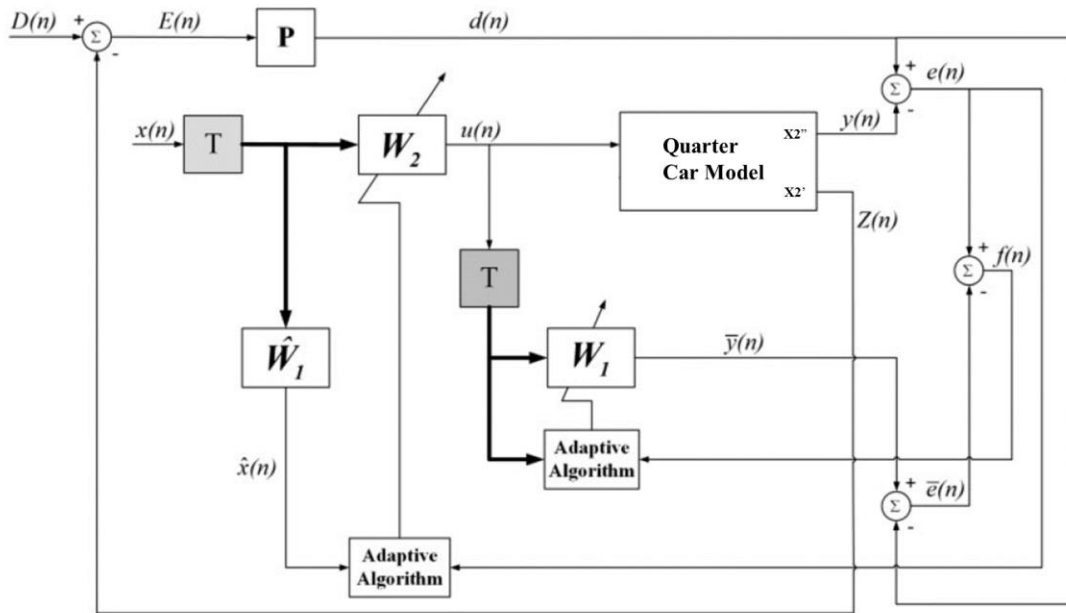 D(n)
+
Σ
-
E(n)
P
d(n)
+
Σ
-
e(n)
x(n)
T
W₂
u(n)
Quarter
Car Model
X2''
X2'
y(n)
Z(n)
T
+
Σ
-
f(n)
Ŵ₁
W₁
y̅(n)
x̂(n)
Adaptive
Algorithm
+
Σ
-
e̅(n)
Adaptive
Algorithm